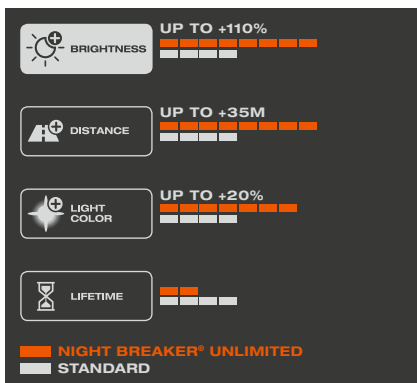 UP TO +110%
BRIGHTNESS
UP TO +35M
DISTANCE
UP TO +20%
LIGHT
COLOR
LIFETIME
NIGHT BREAKER® UNLIMITED
STANDARD